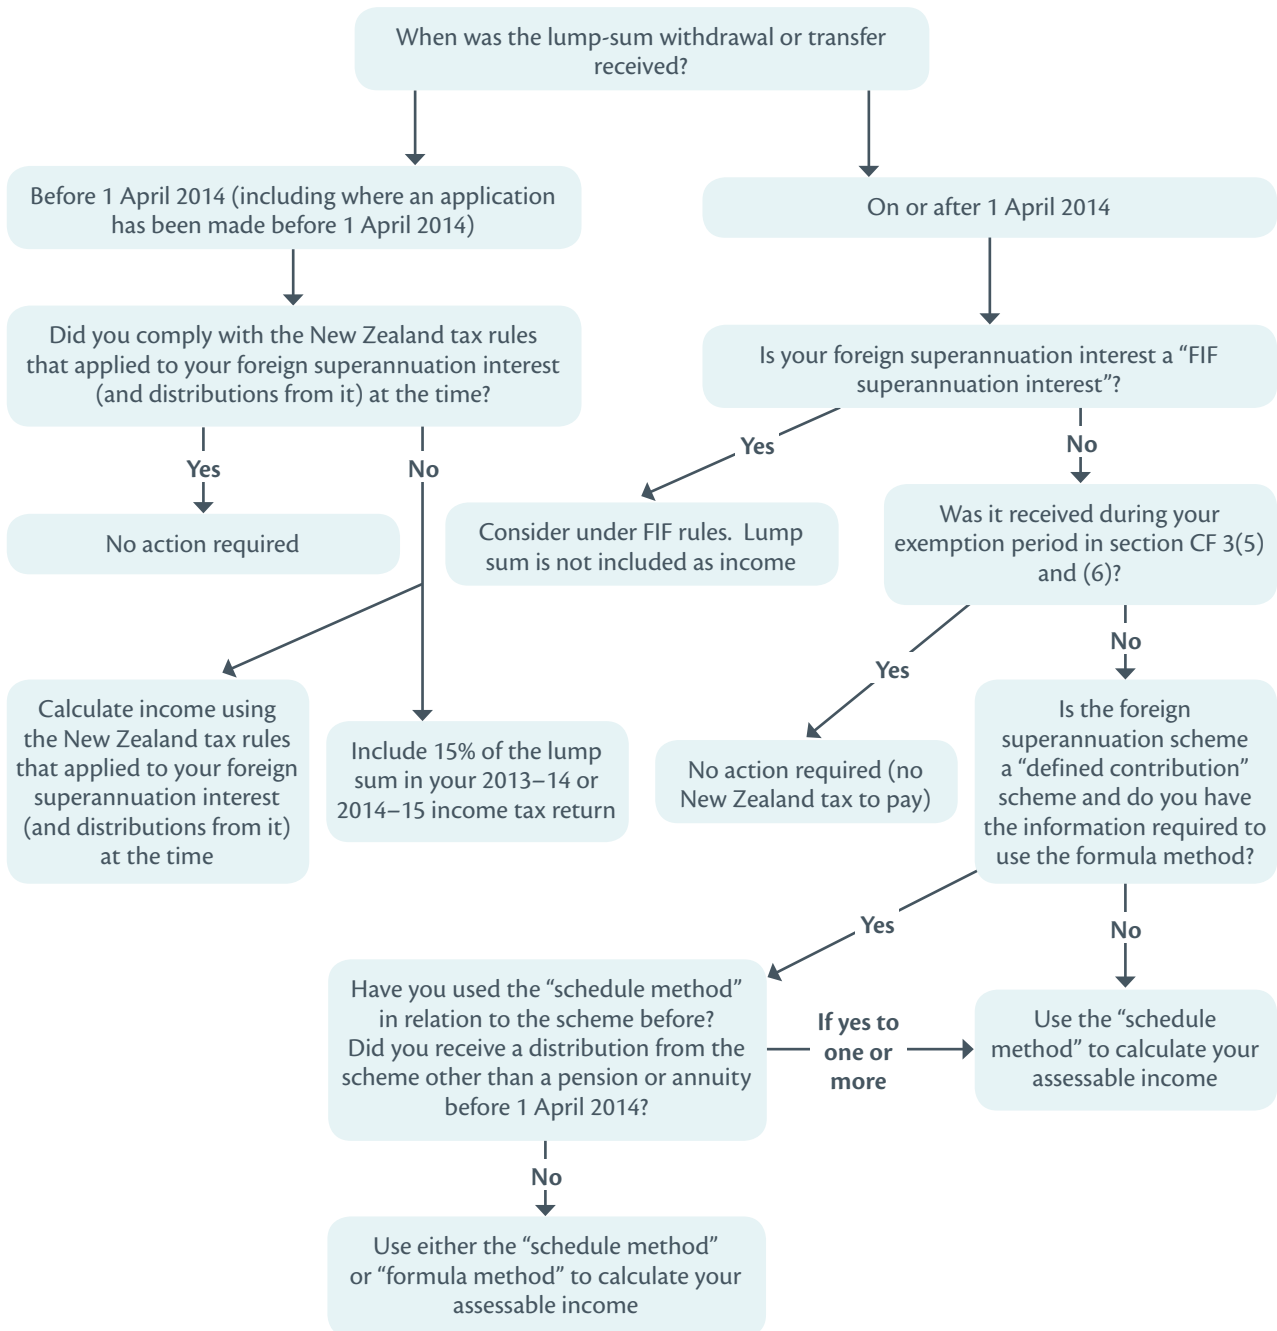 When was the lump-sum withdrawal or transfer
received?
Before 1 April 2014 (including where an application
has been made before 1 April 2014)
On or after 1 April 2014
Did you comply with the New Zealand tax rules
that applied to your foreign superannuation interest
(and distributions from it) at the time?
Is your foreign superannuation interest a “FIF
superannuation interest”?
Yes
No
Yes
No
No action required
Consider under FIF rules.  Lump
sum is not included as income
Was it received during your
exemption period in section CF 3(5)
and (6)?
Yes
No
Calculate income using
the New Zealand tax rules
that applied to your foreign
superannuation interest
(and distributions from it)
at the time
Include 15% of the lump
sum in your 2013–14 or
2014–15 income tax return
No action required (no
New Zealand tax to pay)
Is the foreign
superannuation scheme
a “defined contribution”
scheme and do you have
the information required to
use the formula method?
Yes
No
Have you used the “schedule method”
in relation to the scheme before?
Did you receive a distribution from the
scheme other than a pension or annuity
before 1 April 2014?
If yes to
one or
more
Use the “schedule
method” to calculate your
assessable income
No
Use either the “schedule method”
or “formula method” to calculate your
assessable income